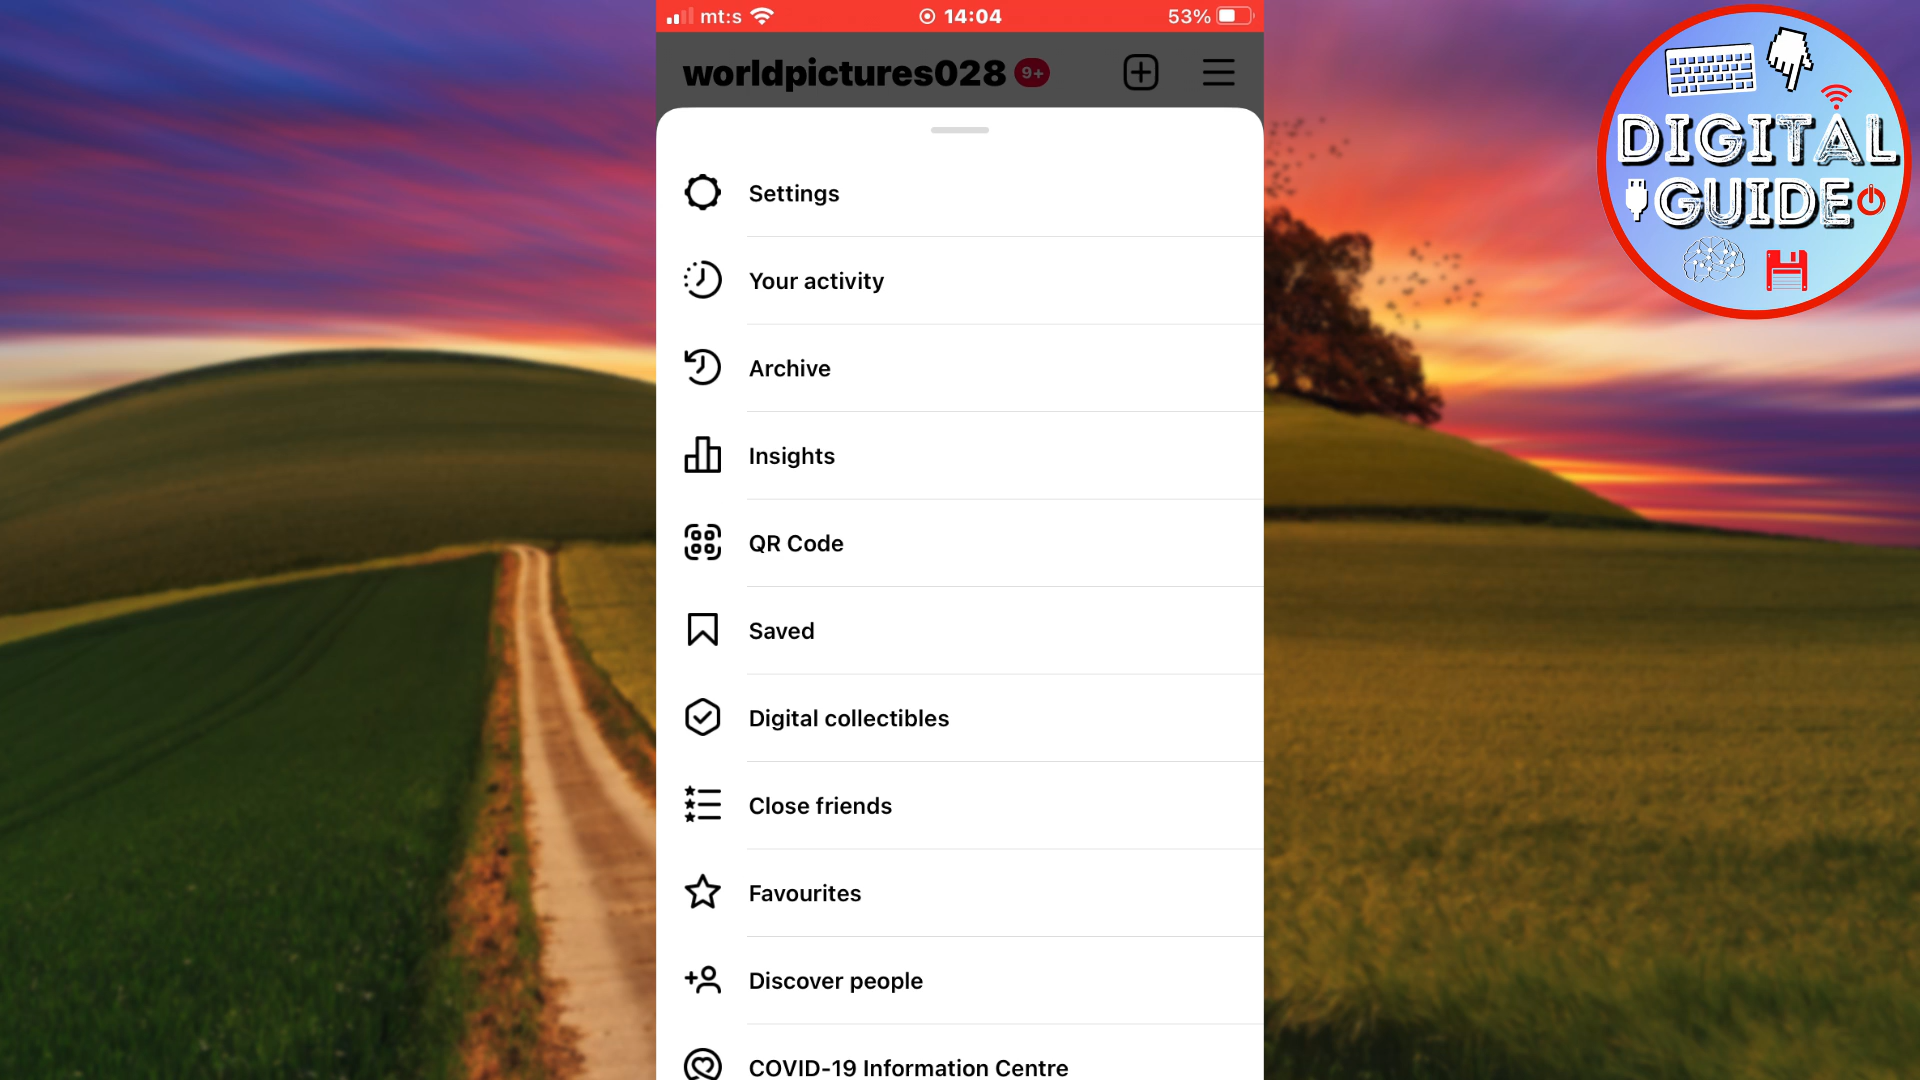 mt:s 14:04 53%
worldpictures028 9+
Settings
Your activity
Archive
Insights
QR Code
Saved
Digital collectibles
Close friends
Favourites
Discover people
COVID-19 Information Centre
DIGITAL
GUIDE